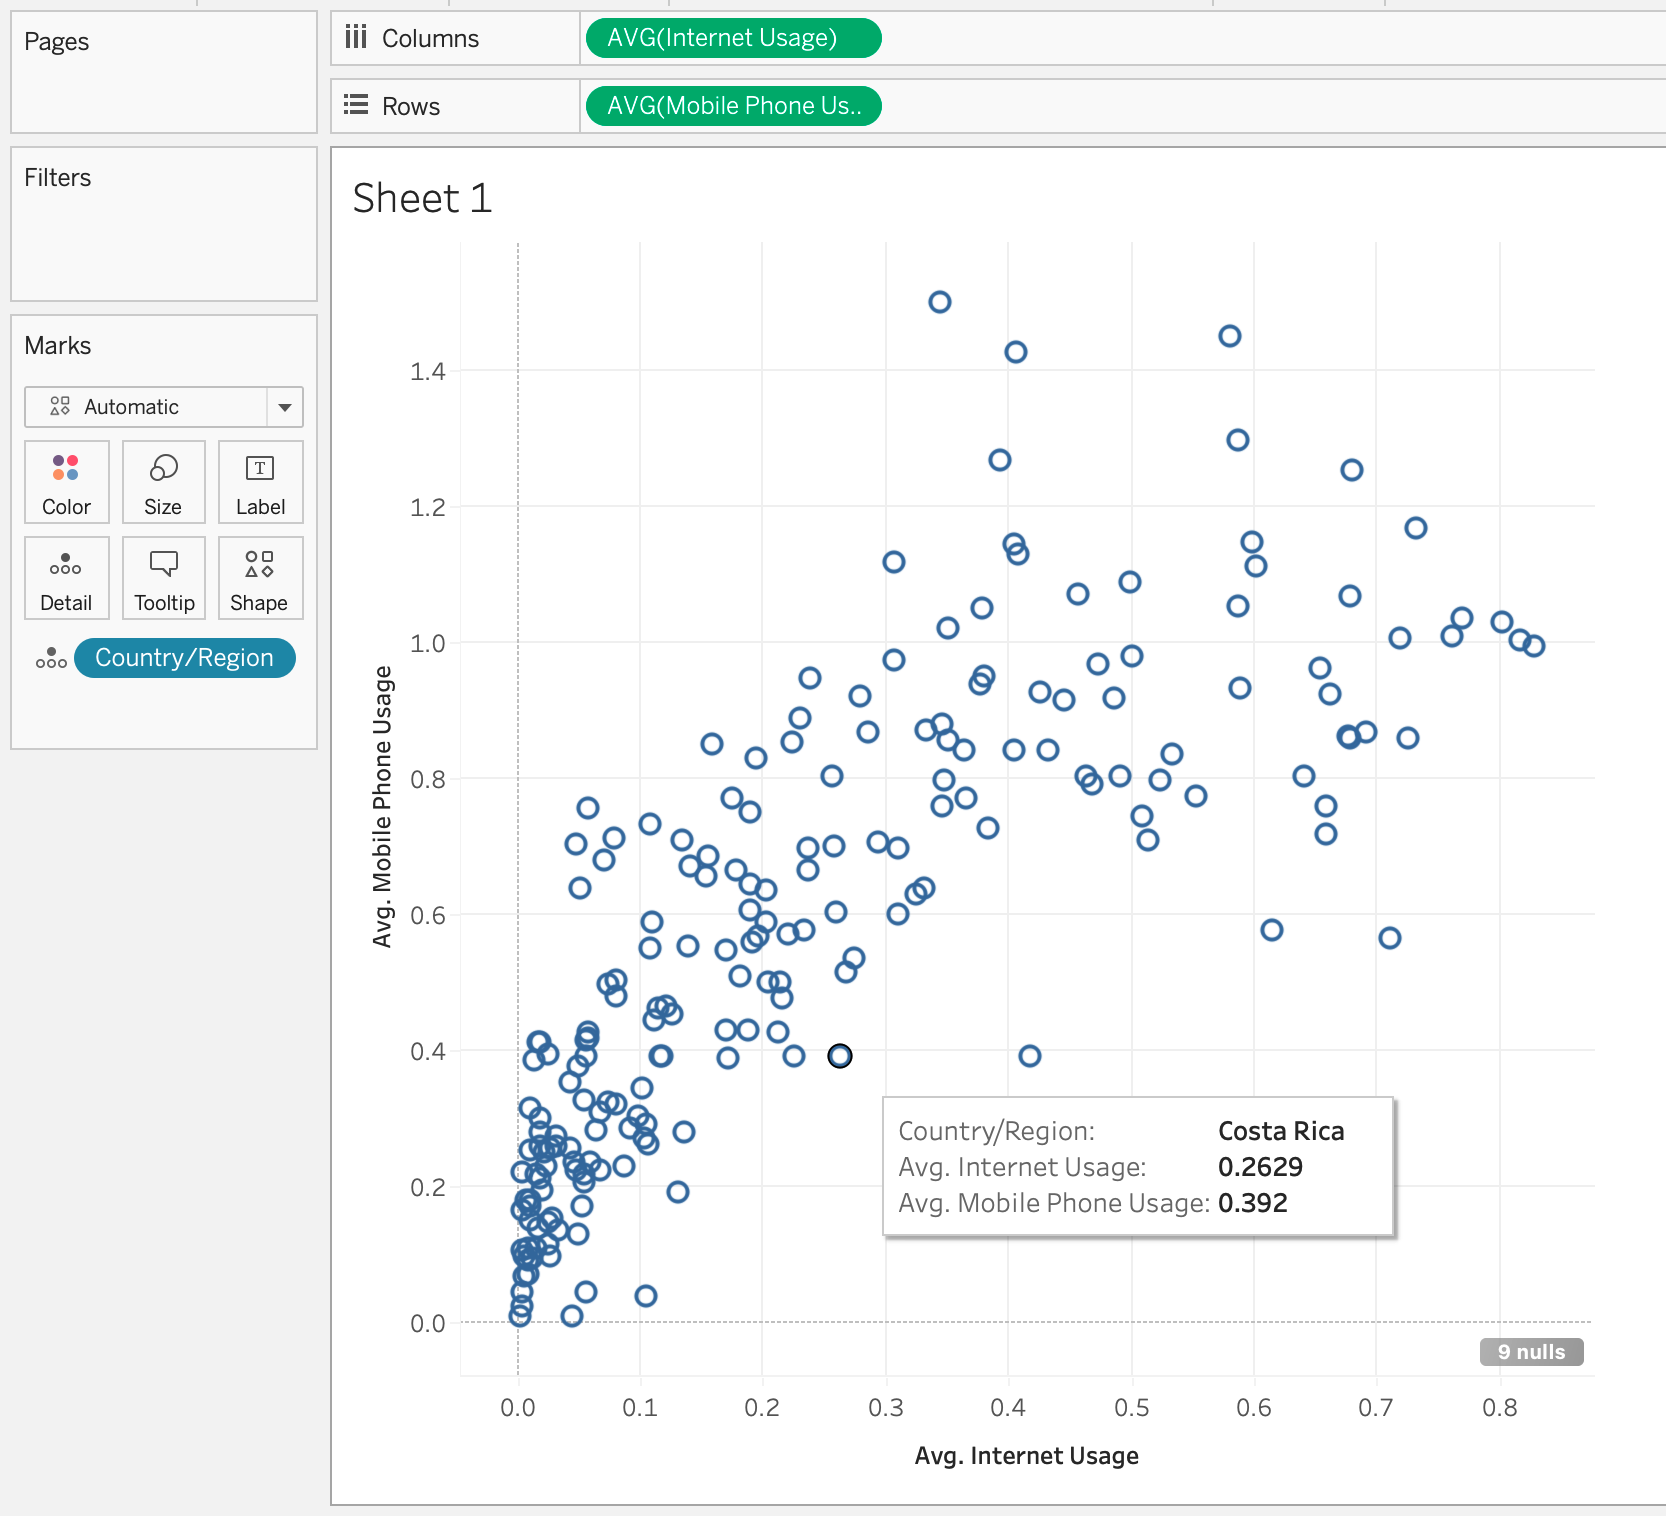 Pages
Columns
AVG(Internet Usage)
Rows
AVG(Mobile Phone Us..
Filters
Sheet 1
Marks
Automatic
Color
Size
T
Label
Detail
Tooltip
Shape
Country/Region
Avg. Mobile Phone Usage
1.4
1.2
1.0
0.8
0.6
0.4
0.2
0.0
Country/Region: Costa Rica
Avg. Internet Usage: 0.2629
Avg. Mobile Phone Usage: 0.392
9 nulls
0.0 0.1 0.2 0.3 0.4 0.5 0.6 0.7 0.8
Avg. Internet Usage